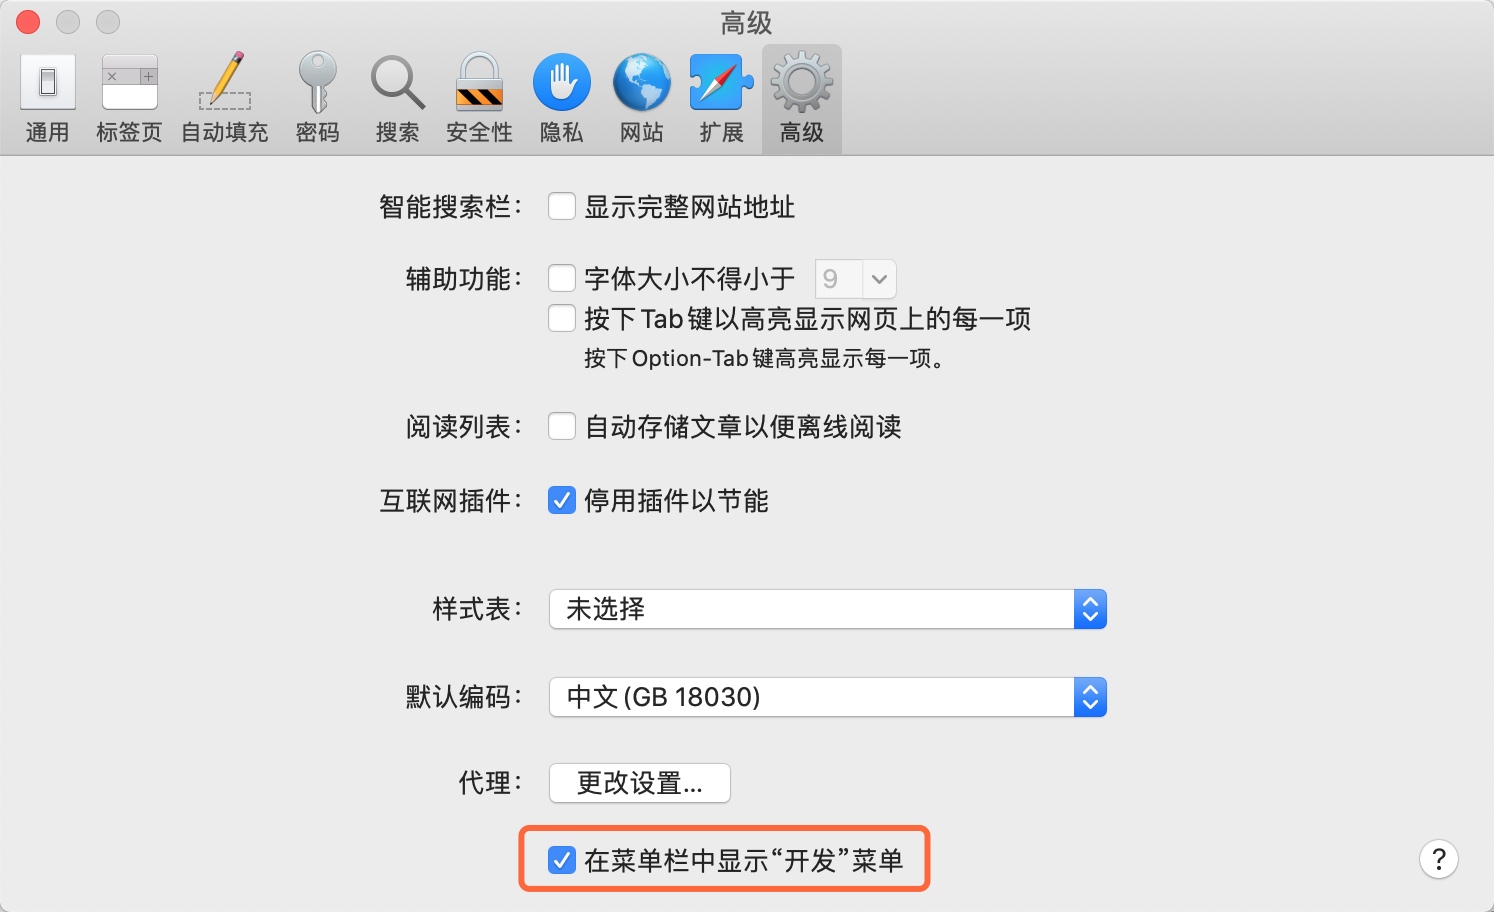 高级
通用 标签页 自动填充 密码 搜索 安全性 隐私 网站 扩展 高级
智能搜索栏： 显示完整网站地址
辅助功能： 字体大小不得小于 9
按下 Tab 键以高亮显示网页上的每一项
按下 Option-Tab 键高亮显示每一项。
阅读列表： 自动存储文章以便离线阅读
互联网插件： 停用插件以节能
样式表： 未选择
默认编码： 中文 (GB 18030)
代理： 更改设置...
在菜单栏中显示“开发”菜单
?